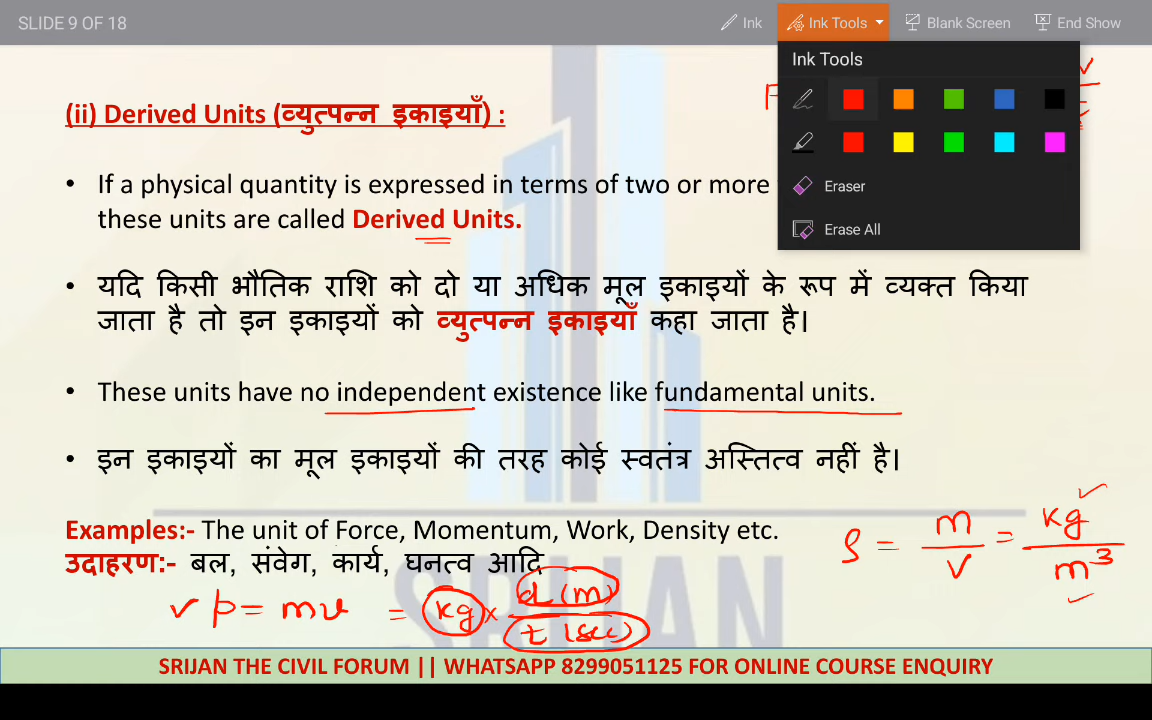 SLIDE 9 OF 18
Ink
Ink Tools
Blank Screen
End Show
Ink Tools
Eraser
Erase All
(ii) Derived Units (व्युत्पन्न इकाइयाँ) :
• If a physical quantity is expressed in terms of two or more
these units are called Derived Units.
• यदि किसी भौतिक राशि को दो या अधिक मूल इकाइयों के रूप में व्यक्त किया
जाता है तो इन इकाइयों को व्युत्पन्न इकाइयाँ कहा जाता है।
• These units have no independent existence like fundamental units.
• इन इकाइयों का मूल इकाइयों की तरह कोई स्वतंत्र अस्तित्व नहीं है।
Examples:- The unit of Force, Momentum, Work, Density etc.
उदाहरण:- बल, संवेग, कार्य, घनत्व आदि
ρ = m/v = kg/m³
p = mv = kg × d(m)/t(sec)
SRIJAN
SRIJAN THE CIVIL FORUM || WHATSAPP 8299051125 FOR ONLINE COURSE ENQUIRY